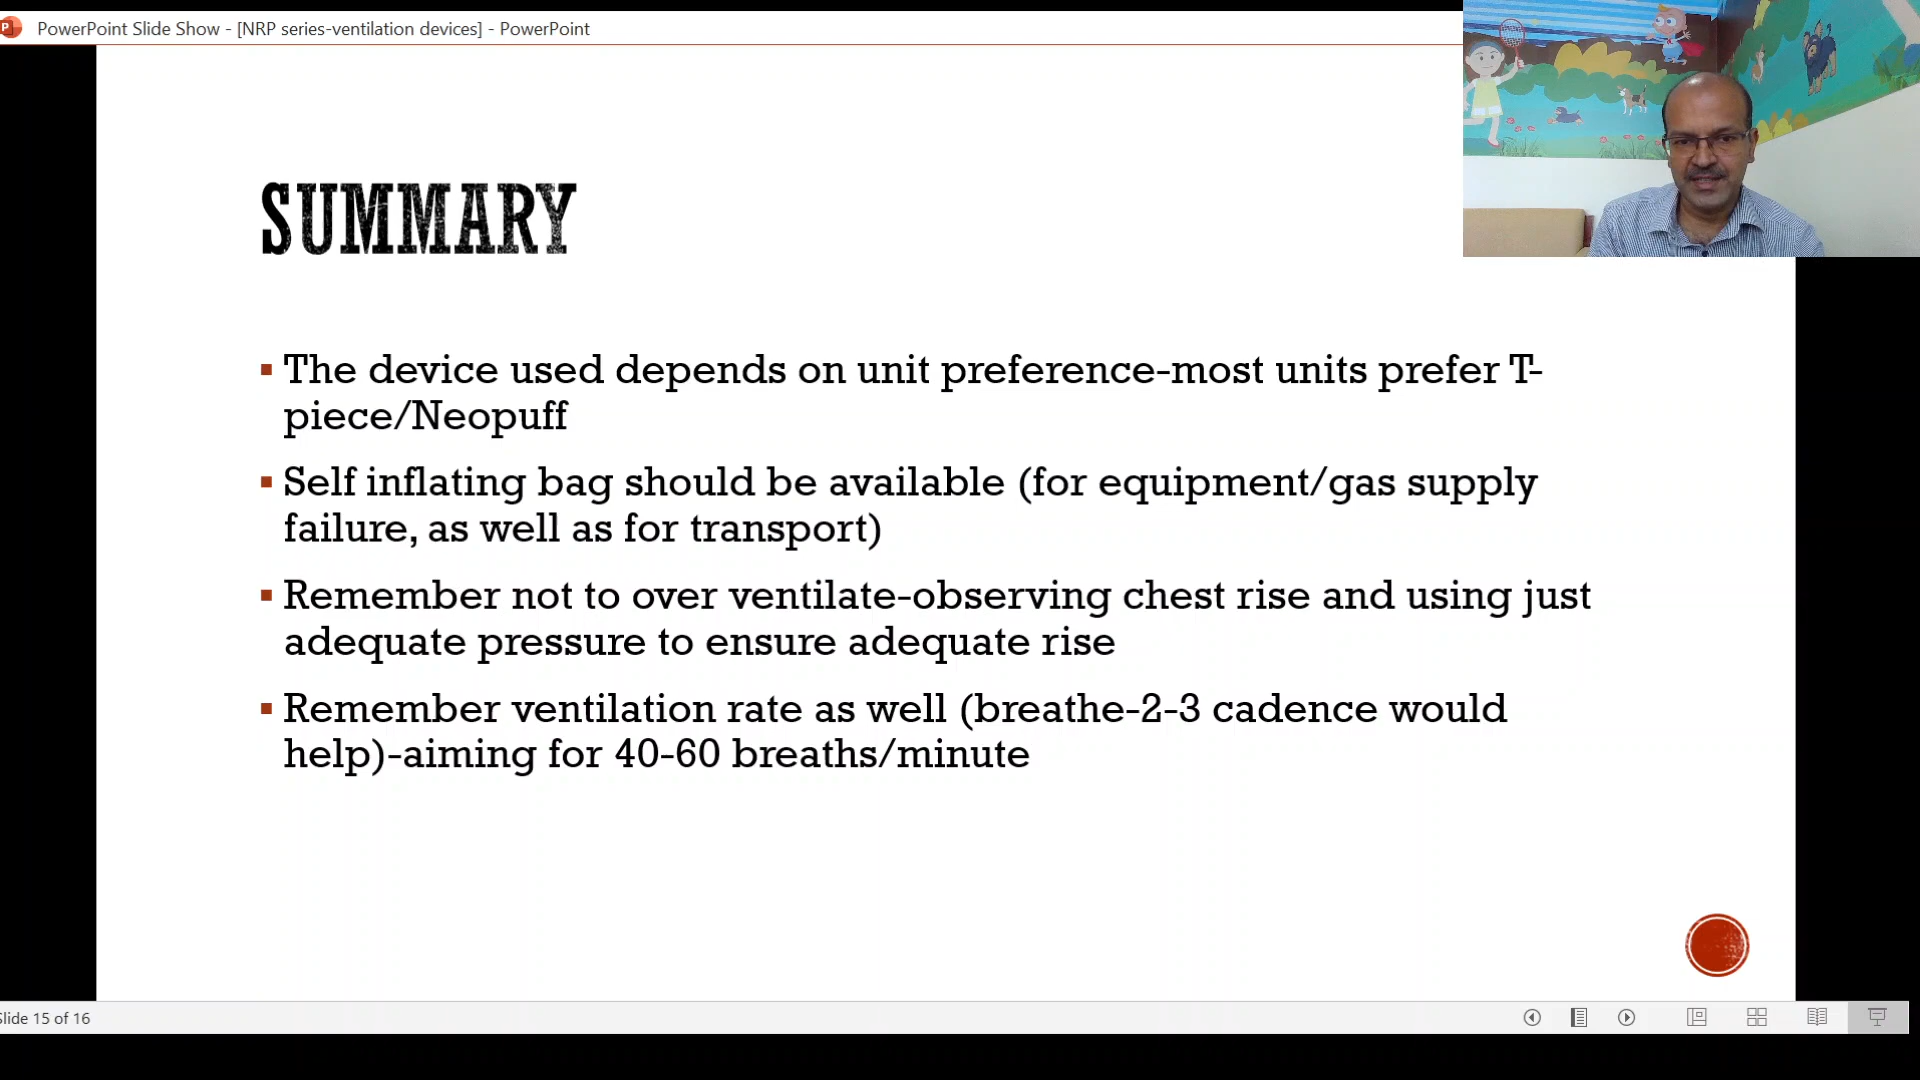 PowerPoint Slide Show - [NRP series-ventilation devices] - PowerPoint
SUMMARY
The device used depends on unit preference-most units prefer T-
piece/Neopuff
Self inflating bag should be available (for equipment/gas supply
failure, as well as for transport)
Remember not to over ventilate-observing chest rise and using just
adequate pressure to ensure adequate rise
Remember ventilation rate as well (breathe-2-3 cadence would
help)-aiming for 40-60 breaths/minute
Slide 15 of 16